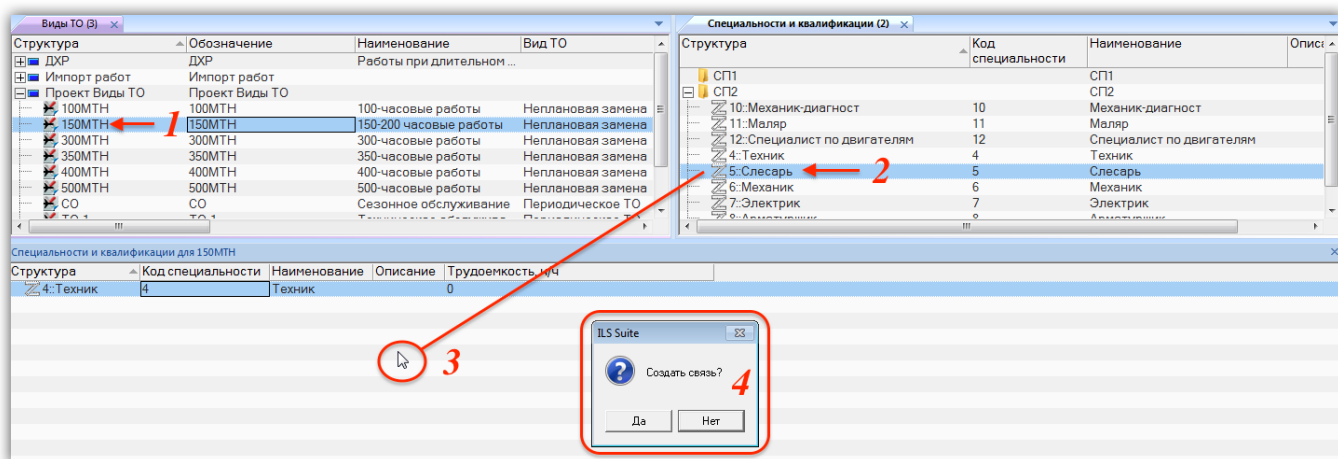 Виды ТО (3)
Структура Обозначение Наименование Вид ТО
ДХР ДХР Работы при длительном ...
Импорт работ Импорт работ
Проект Виды ТО Проект Виды ТО
100МТН 100МТН 100-часовые работы Неплановая замена
150МТН 150МТН 150-200 часовые работы Неплановая замена
1
300МТН 300МТН 300-часовые работы Неплановая замена
350МТН 350МТН 350-часовые работы Неплановая замена
400МТН 400МТН 400-часовые работы Неплановая замена
500МТН 500МТН 500-часовые работы Неплановая замена
СО СО Сезонное обслуживание Периодическое ТО
ТО-1 ТО-1
Специальности и квалификации (2)
Структура Код специальности Наименование
СП1 СП1
СП2 СП2
10::Механик-диагност 10 Механик-диагност
11::Маляр 11 Маляр
12::Специалист по двигателям 12 Специалист по двигателям
4::Техник 4 Техник
5::Слесарь 5 Слесарь
2
6::Механик 6 Механик
7::Электрик 7 Электрик
Специальности и квалификации для 150МТН
Структура Код специальности Наименование Описание Трудоемкость, ч/ч
4::Техник 4 Техник 0
3
ILS Suite
Создать связь?
4
Да Нет